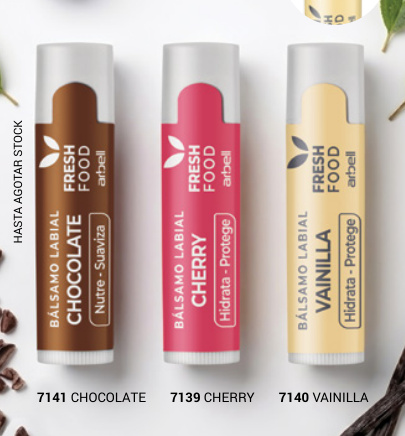 HASTA AGOTAR STOCK
FRESH
FOOD
arbell
BÁLSAMO LABIAL
CHOCOLATE
Nutre - Suaviza
FRESH
FOOD
arbell
BÁLSAMO LABIAL
CHERRY
Hidrata - Protege
FRESH
FOOD
arbell
BÁLSAMO LABIAL
VAINILLA
Hidrata - Protege
7141 CHOCOLATE
7139 CHERRY
7140 VAINILLA